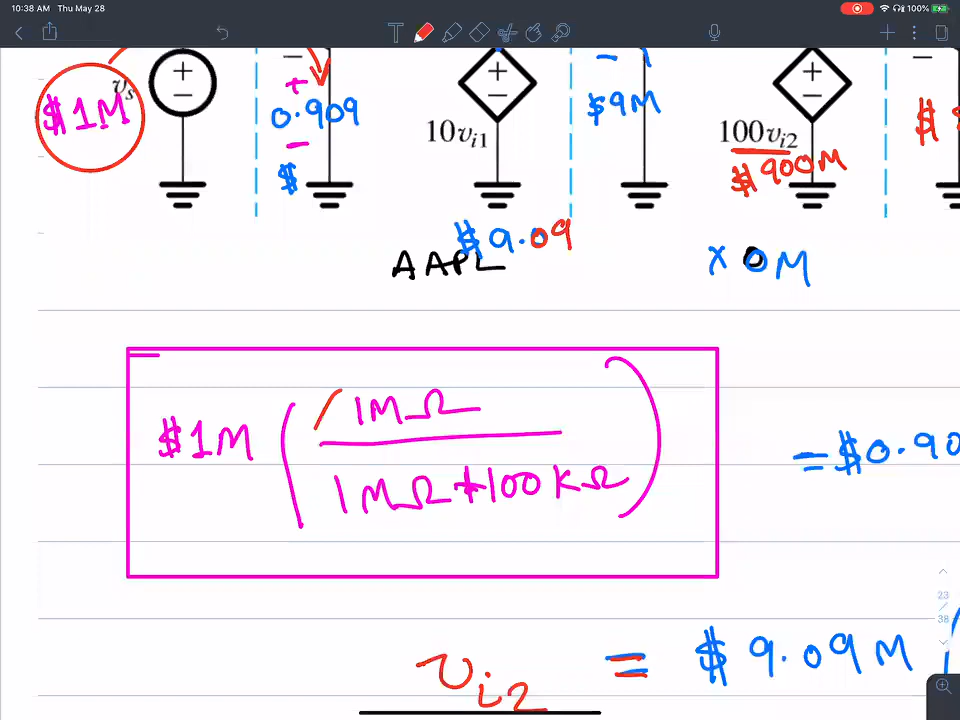 10:38 AM Thu May 28 100%
$1M vs + − + − 0.909 − $
10vi1 + − − $9M
100vi2 + − $900M − $
$9.09
AAPL × 0M
$1M ( 1MΩ / 1MΩ + 100KΩ ) = $0.90
23 / 38
vi2 = $9.09M